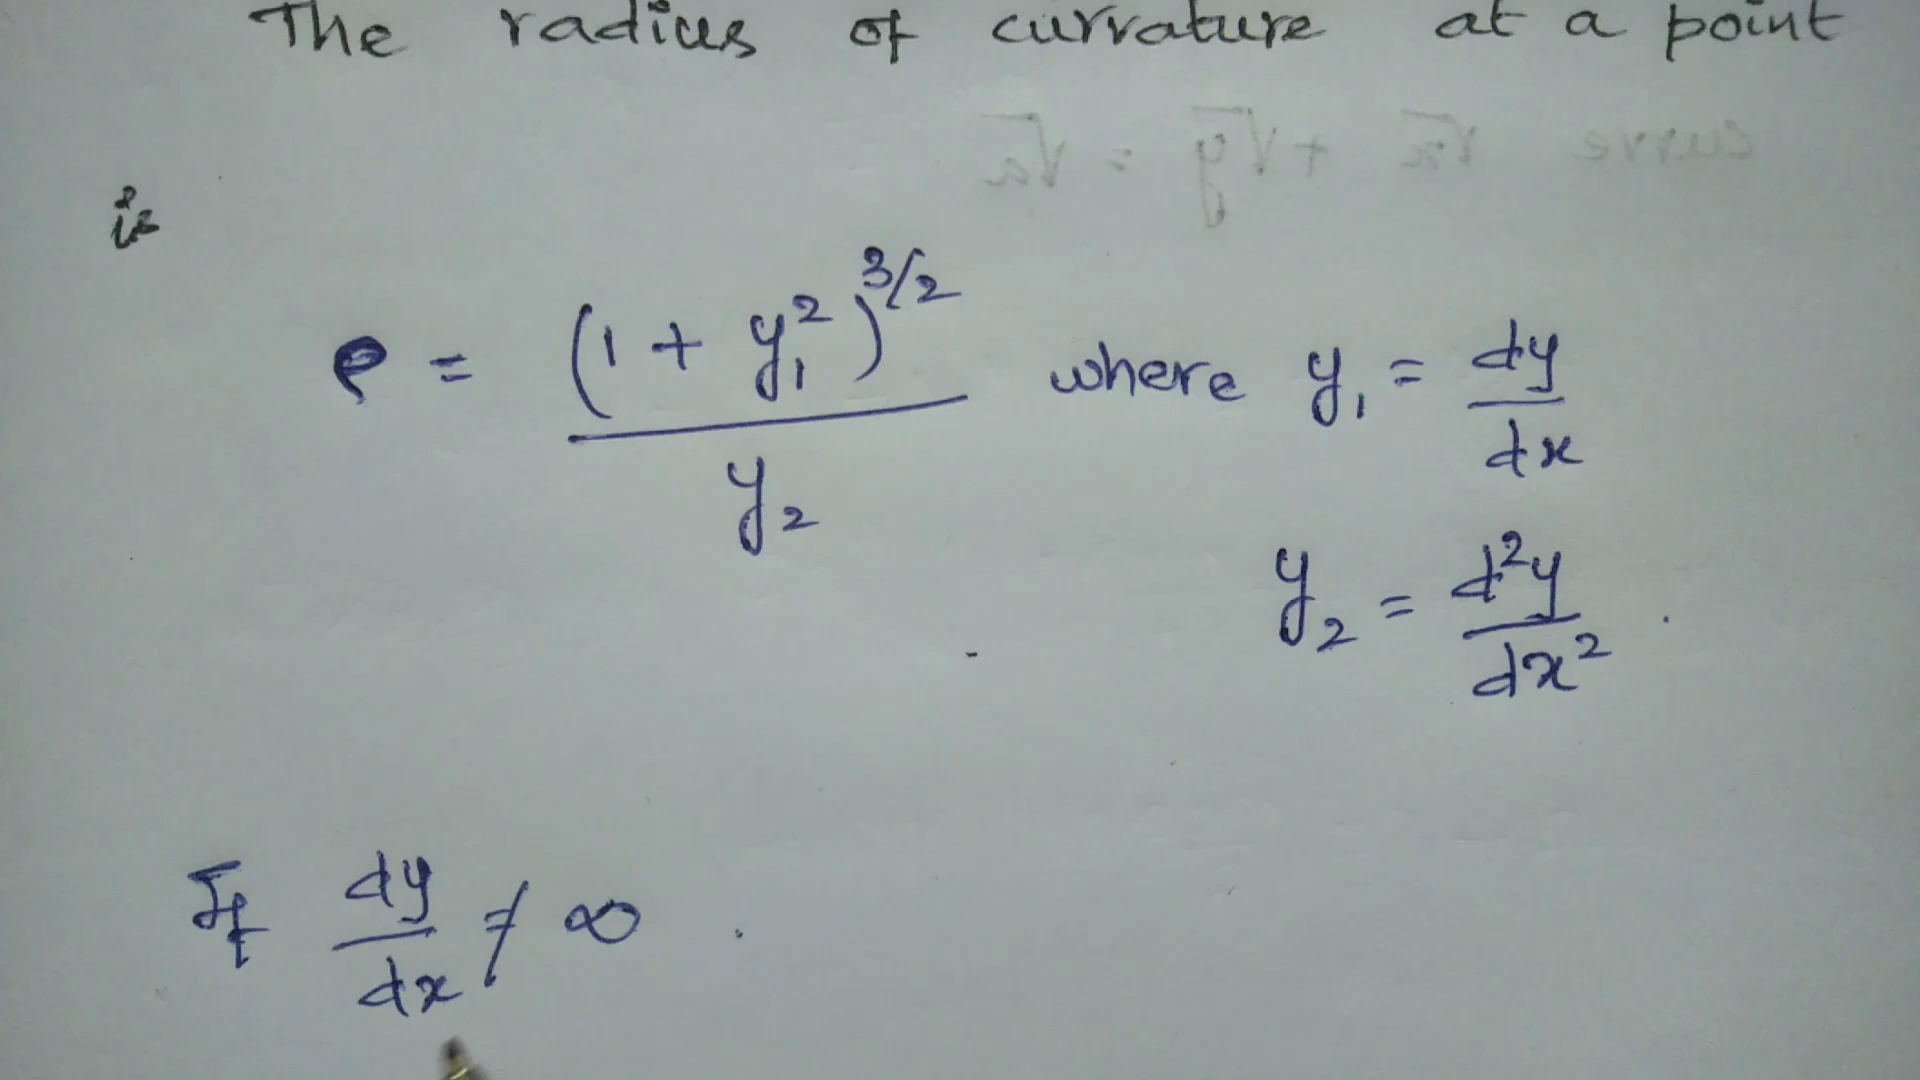 The radius of curvature at a point
curve √x + √y = √a
is
ρ = (1 + y₁²)^3/2 / y₂ where y₁ = dy/dx
y₂ = d²y/dx² .
If dy/dx ≠ ∞ .